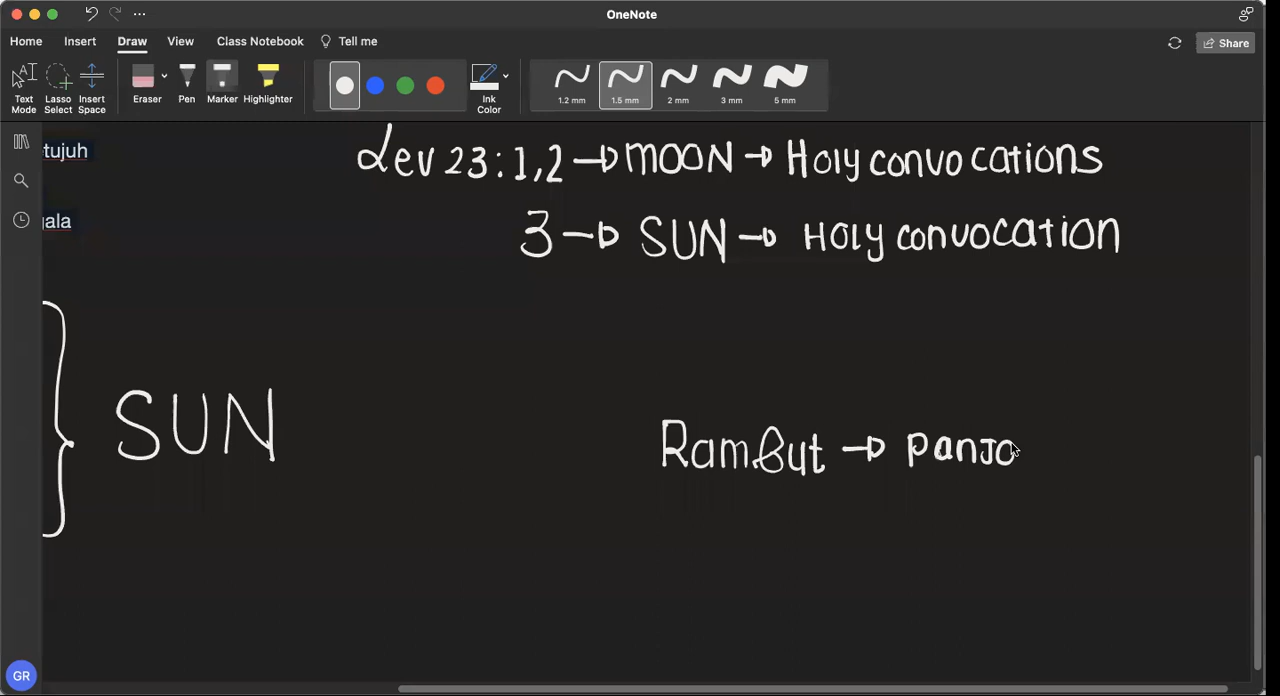 OneNote
Home Insert Draw View Class Notebook Tell me Share
Text Mode
Lasso Select
Insert Space
Eraser Pen Marker Highlighter
Ink Color
1.2 mm 1.5 mm 2 mm 3 mm 5 mm
tujuh
Lev 23:1,2 → MOON → Holy convocations
3 → SUN → Holy convocation
SUN
Rambut → panja
GR